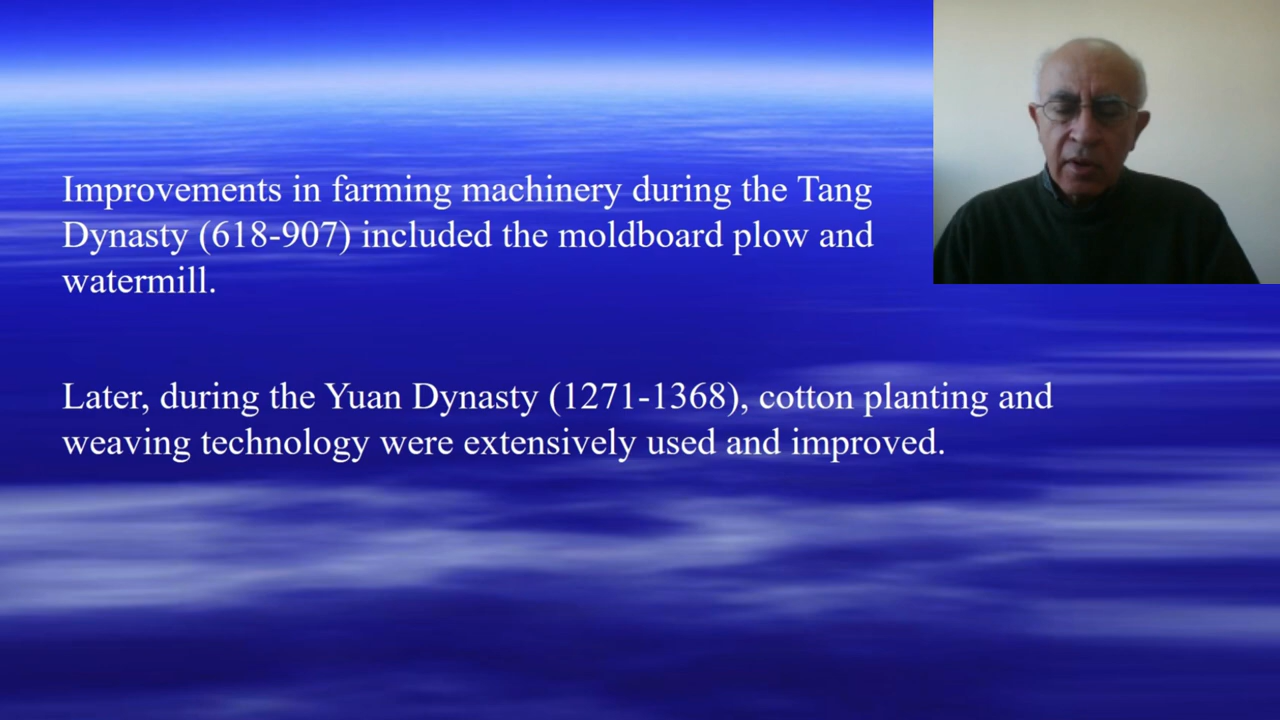 Improvements in farming machinery during the Tang
Dynasty (618-907) included the moldboard plow and
watermill.
Later, during the Yuan Dynasty (1271-1368), cotton planting and
weaving technology were extensively used and improved.